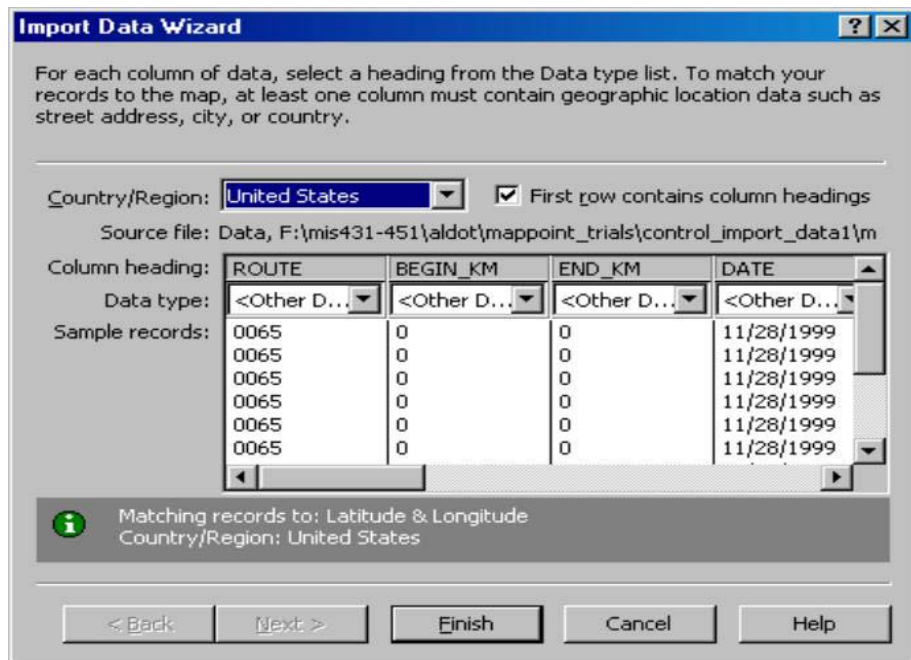 Import Data Wizard
For each column of data, select a heading from the Data type list. To match your
records to the map, at least one column must contain geographic location data such as
street address, city, or country.
Country/Region: United States First row contains column headings
Source file: Data, F:\mis431-451\aldot\mappoint_trials\control_import_data1\m
Column heading: ROUTE BEGIN_KM END_KM DATE
Data type: <Other D... <Other D... <Other D... <Other D...
Sample records: 0065 0 0 11/28/1999
0065 0 0 11/28/1999
0065 0 0 11/28/1999
0065 0 0 11/28/1999
0065 0 0 11/28/1999
0065 0 0 11/28/1999
Matching records to: Latitude & Longitude
Country/Region: United States
< Back Next > Finish Cancel Help